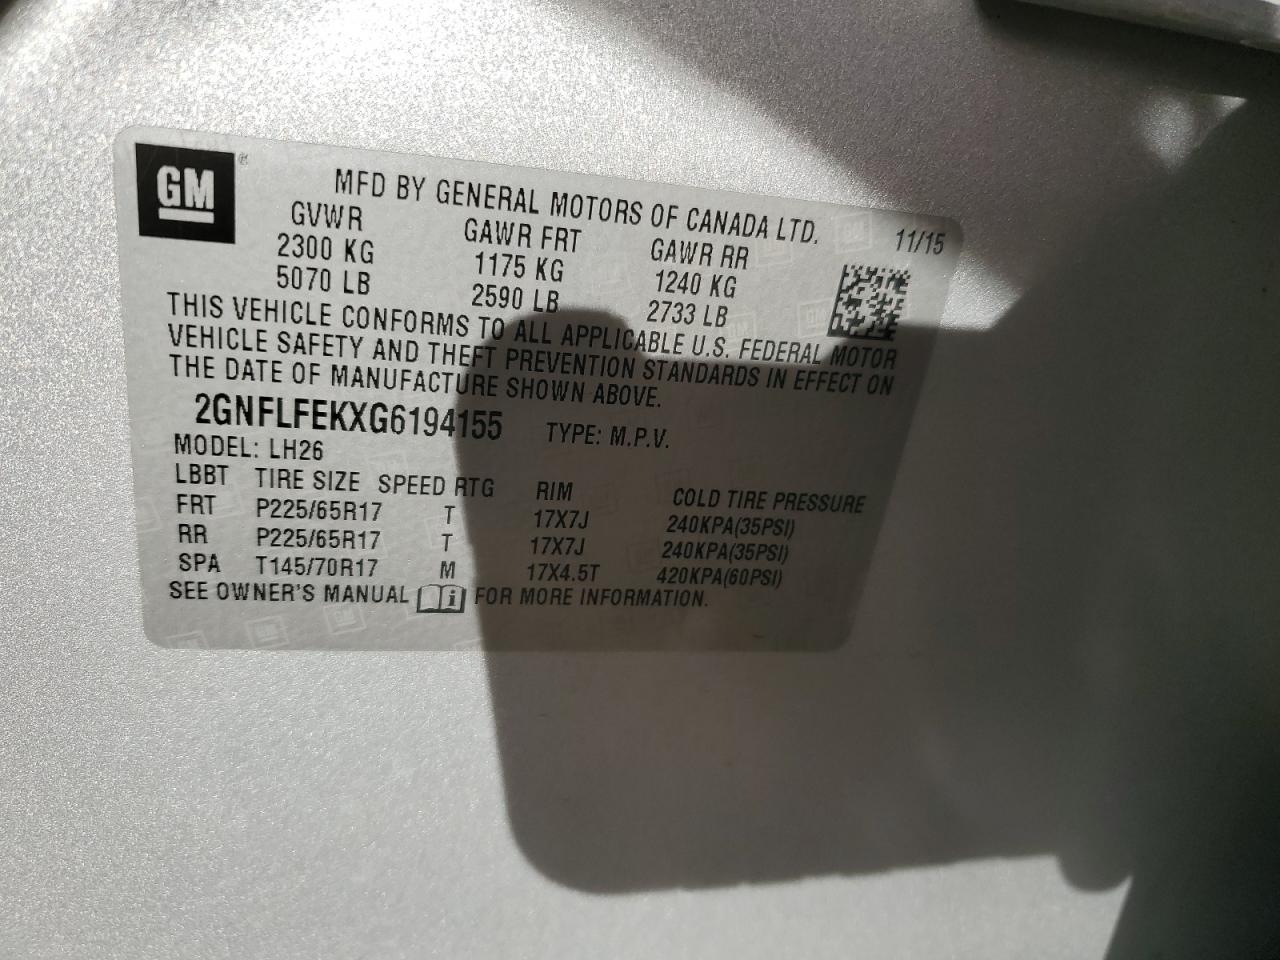 GM ®
MFD BY GENERAL MOTORS OF CANADA LTD. 11/15
GVWR GAWR FRT GAWR RR
2300 KG 1175 KG 1240 KG
5070 LB 2590 LB 2733 LB
THIS VEHICLE CONFORMS TO ALL APPLICABLE U.S. FEDERAL MOTOR
VEHICLE SAFETY AND THEFT PREVENTION STANDARDS IN EFFECT ON
THE DATE OF MANUFACTURE SHOWN ABOVE.
2GNFLFEKXG6194155 TYPE: M.P.V.
MODEL: LH26
LBBT TIRE SIZE SPEED RTG RIM COLD TIRE PRESSURE
FRT P225/65R17 T 17X7J 240KPA(35PSI)
RR P225/65R17 T 17X7J 240KPA(35PSI)
SPA T145/70R17 M 17X4.5T 420KPA(60PSI)
SEE OWNER'S MANUAL i FOR MORE INFORMATION.